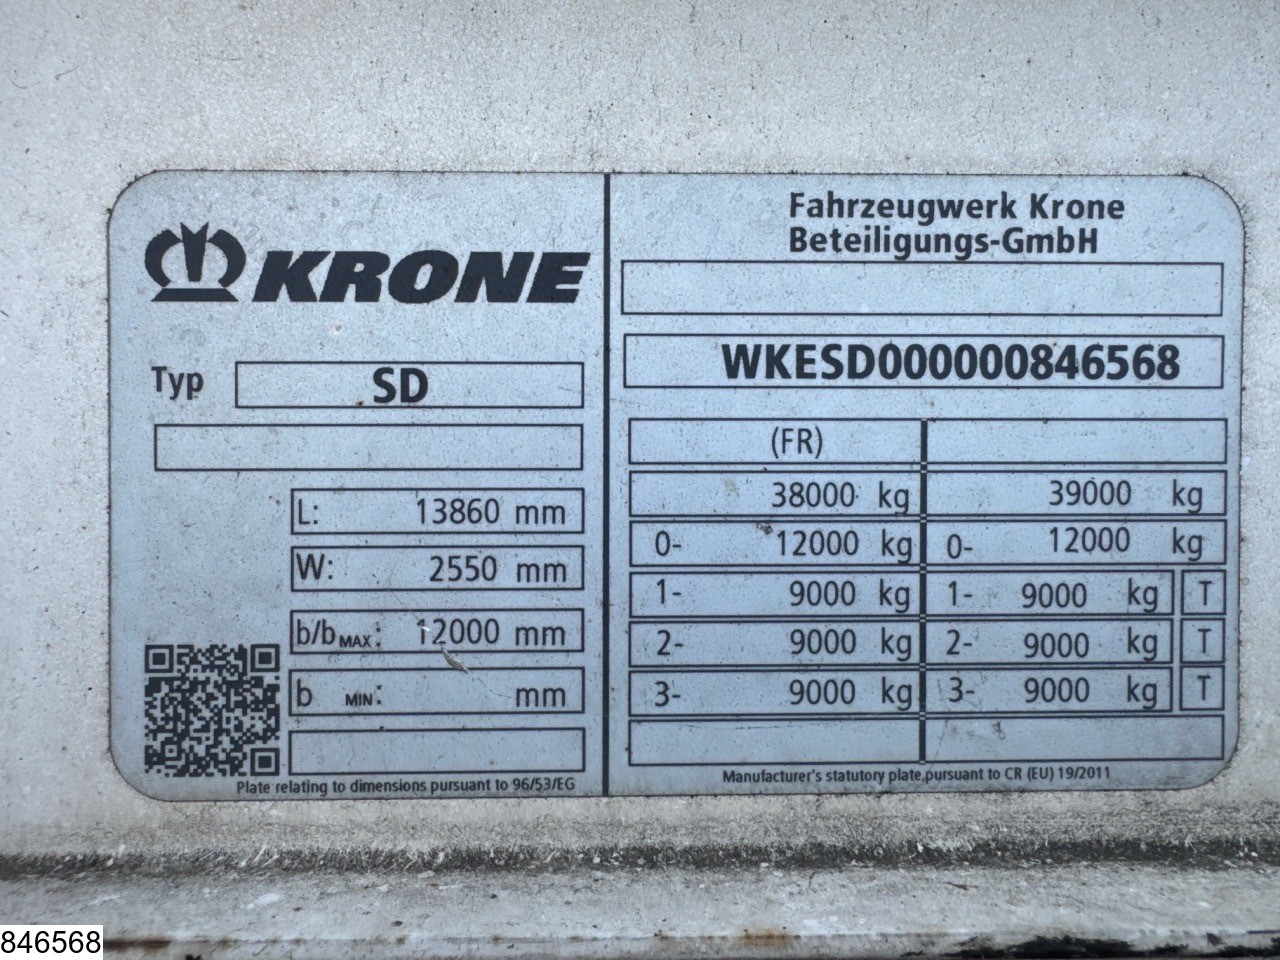 KRONE
Typ SD
L: 13860 mm
W: 2550 mm
b/b MAX: 12000 mm
b MIN: mm
Plate relating to dimensions pursuant to 96/53/EG
Fahrzeugwerk Krone
Beteiligungs-GmbH
WKESD000000846568
(FR)
38000 kg 39000 kg
0- 12000 kg 0- 12000 kg
1- 9000 kg 1- 9000 kg T
2- 9000 kg 2- 9000 kg T
3- 9000 kg 3- 9000 kg T
Manufacturer's statutory plate,pursuant to CR (EU) 19/2011
846568